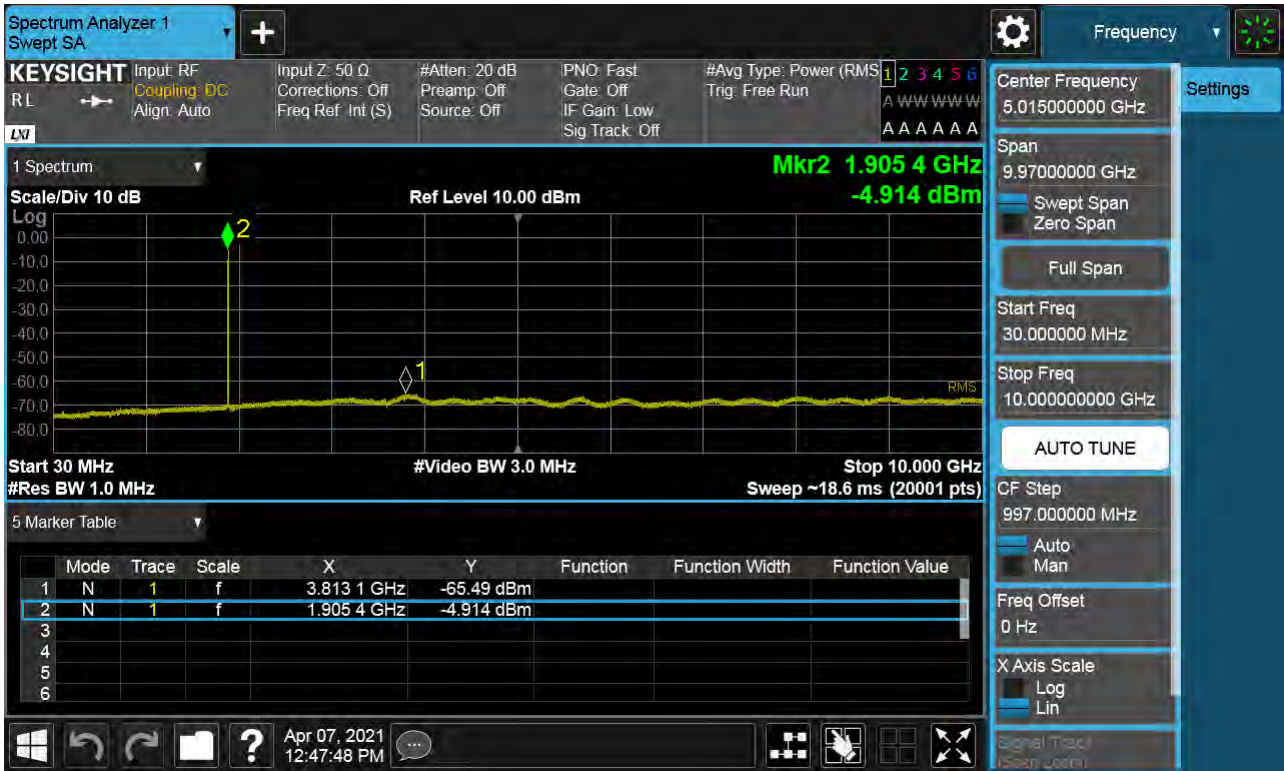 Spectrum Analyzer 1
Swept SA
+
Frequency
KEYSIGHT
R L
LXI
Input: RF
Coupling: DC
Align: Auto
Input Z: 50 Ω
Corrections: Off
Freq Ref: Int (S)
#Atten: 20 dB
Preamp: Off
Source: Off
PNO: Fast
Gate: Off
IF Gain: Low
Sig Track: Off
#Avg Type: Power (RMS
Trig: Free Run
1 2 3 4 5 6
A W W W W W
A A A A A A
1 Spectrum
Mkr2 1.905 4 GHz
Scale/Div 10 dB
Ref Level 10.00 dBm
-4.914 dBm
Log
0.00
-10.0
-20.0
-30.0
-40.0
-50.0
-60.0
-70.0
-80.0
2
1
RMS
Start 30 MHz
#Video BW 3.0 MHz
Stop 10.000 GHz
#Res BW 1.0 MHz
Sweep ~18.6 ms (20001 pts)
5 Marker Table
Mode Trace Scale X Y Function Function Width Function Value
1 N 1 f 3.813 1 GHz -65.49 dBm
2 N 1 f 1.905 4 GHz -4.914 dBm
3
4
5
6
Apr 07, 2021
12:47:48 PM
?
Center Frequency
5.015000000 GHz
Settings
Span
9.97000000 GHz
Swept Span
Zero Span
Full Span
Start Freq
30.000000 MHz
Stop Freq
10.000000000 GHz
AUTO TUNE
CF Step
997.000000 MHz
Auto
Man
Freq Offset
0 Hz
X Axis Scale
Log
Lin
Signal Track
(Span Zoom)